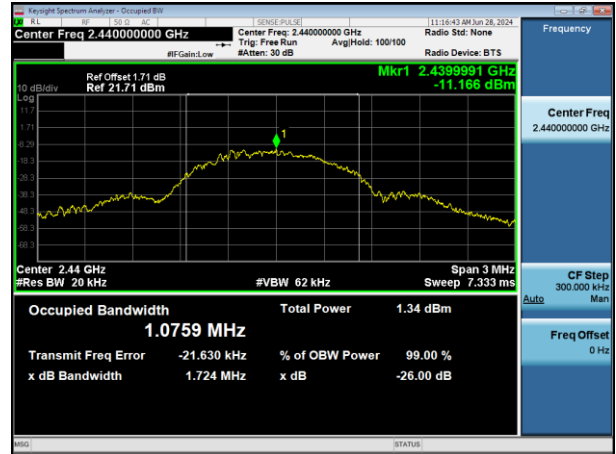 Keysight Spectrum Analyzer - Occupied BW
RL RF 50 Ω AC SENSE:PULSE 11:16:43 AM Jun 28, 2024
Center Freq 2.440000000 GHz Center Freq: 2.440000000 GHz Radio Std: None Frequency
Trig: Free Run Avg|Hold: 100/100
#IFGain:Low #Atten: 30 dB Radio Device: BTS
Ref Offset 1.71 dB Mkr1 2.4399991 GHz
10 dB/div Ref 21.71 dBm -11.166 dBm
Log
11.7
1.71
-8.29
-18.3
-28.3
-38.3
-48.3
-58.3
-68.3
1
Center Freq
2.440000000 GHz
Center 2.44 GHz Span 3 MHz
#Res BW 20 kHz #VBW 62 kHz Sweep 7.333 ms
CF Step
300.000 kHz
Auto Man
Occupied Bandwidth Total Power 1.34 dBm
1.0759 MHz
Freq Offset
0 Hz
Transmit Freq Error -21.630 kHz % of OBW Power 99.00 %
x dB Bandwidth 1.724 MHz x dB -26.00 dB
MSG STATUS